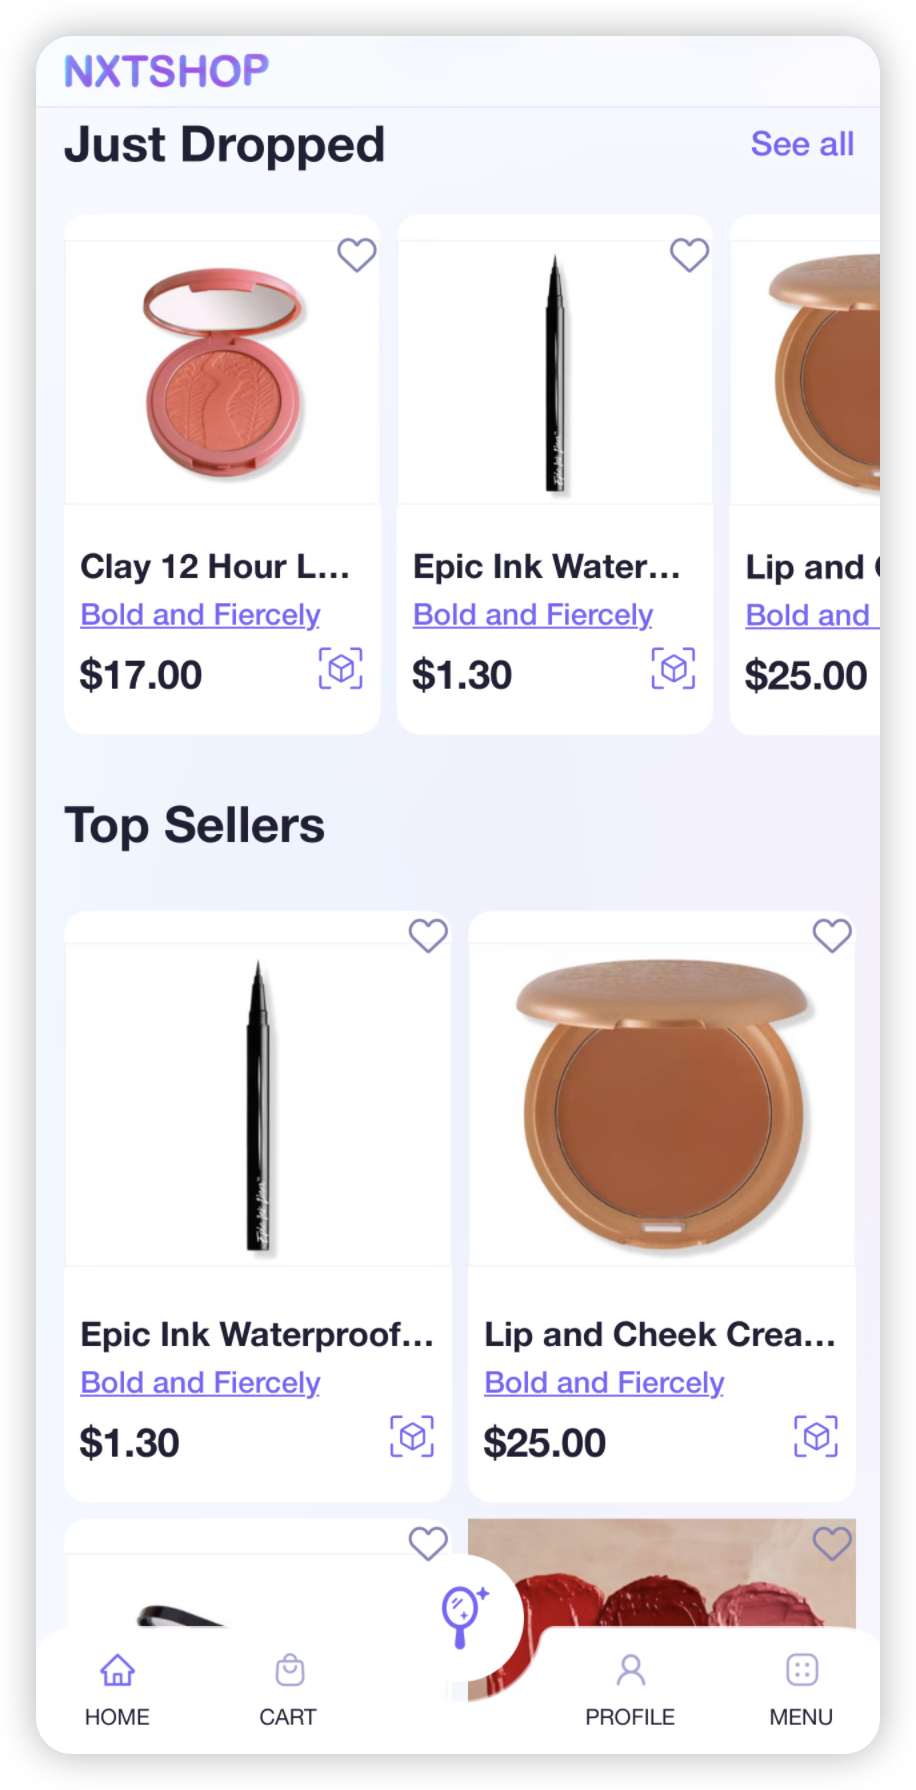 NXTSHOP
Just Dropped
See all
Clay 12 Hour L...
Bold and Fiercely
$17.00
Epic Ink Water...
Bold and Fiercely
$1.30
Lip and
Bold and
$25.00
Top Sellers
Epic Ink Waterproof...
Bold and Fiercely
$1.30
Lip and Cheek Crea...
Bold and Fiercely
$25.00
HOME
CART
PROFILE
MENU